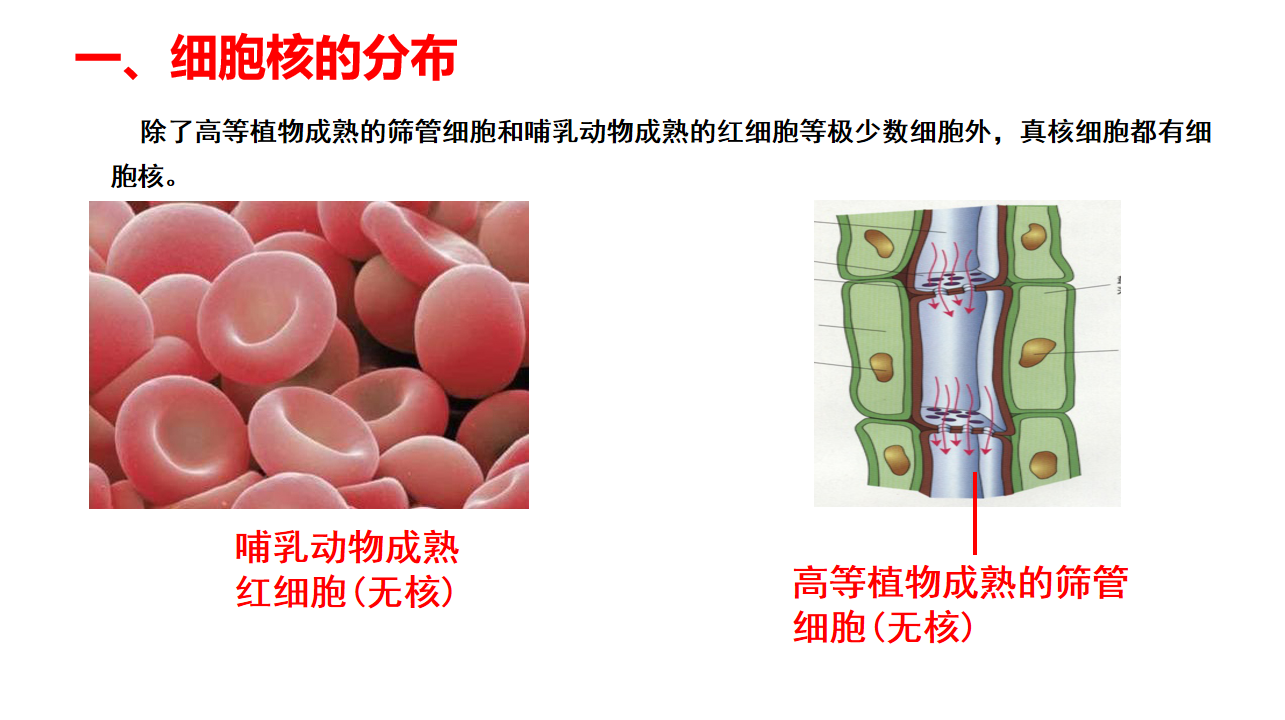 一、细胞核的分布
除了高等植物成熟的筛管细胞和哺乳动物成熟的红细胞等极少数细胞外，真核细胞都有细
胞核。
哺乳动物成熟
红细胞(无核)
高等植物成熟的筛管
细胞(无核)